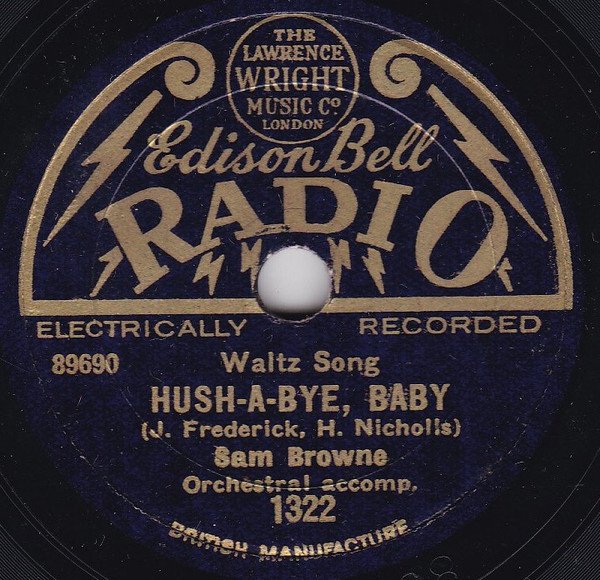 THE
LAWRENCE
WRIGHT
MUSIC Co
LONDON
Edison Bell
RADIO
ELECTRICALLY RECORDED
89690 Waltz Song
HUSH-A-BYE, BABY
(J. Frederick, H. Nicholls)
Sam Browne
Orchestral accomp.
1322
BRITISH MANUFACTURE